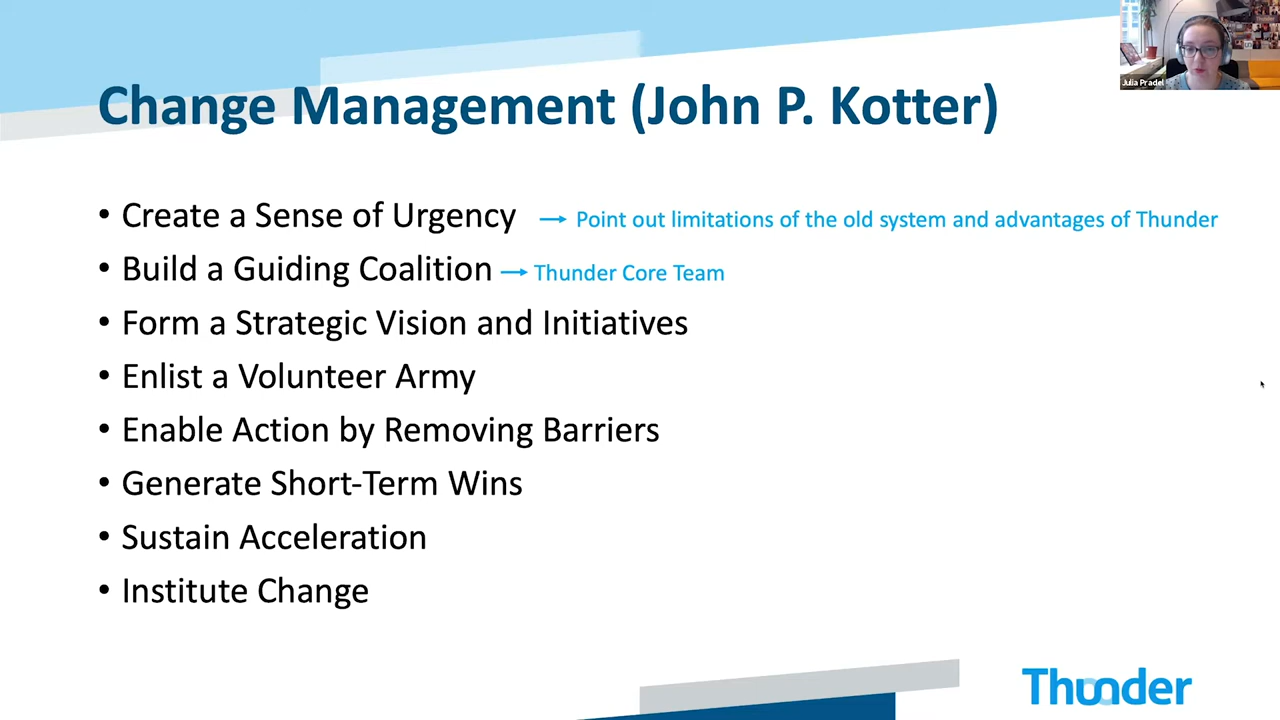 Change Management (John P. Kotter)
Julia Pradel
• Create a Sense of Urgency → Point out limitations of the old system and advantages of Thunder
• Build a Guiding Coalition → Thunder Core Team
• Form a Strategic Vision and Initiatives
• Enlist a Volunteer Army
• Enable Action by Removing Barriers
• Generate Short-Term Wins
• Sustain Acceleration
• Institute Change
Thunder